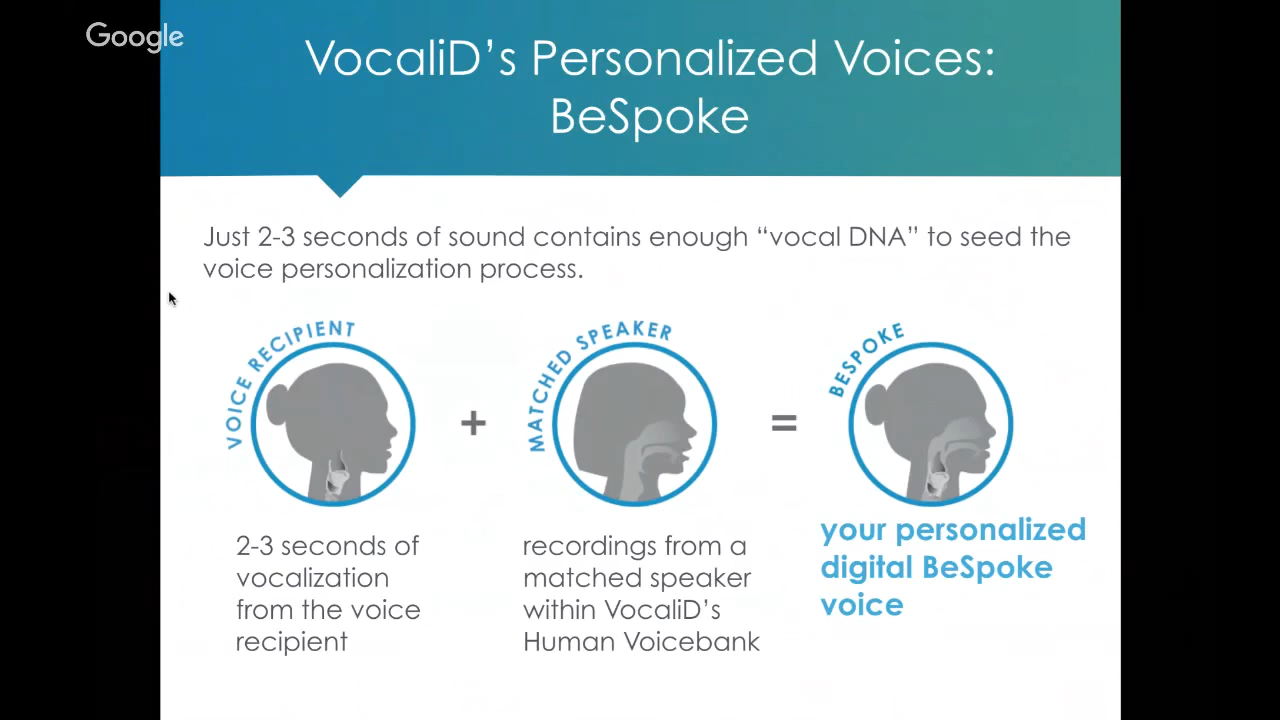 Google
VocaliD’s Personalized Voices:
BeSpoke
Just 2-3 seconds of sound contains enough “vocal DNA” to seed the
voice personalization process.
VOICE RECIPIENT
+
MATCHED SPEAKER
=
BESPOKE
2-3 seconds of
vocalization
from the voice
recipient
recordings from a
matched speaker
within VocaliD’s
Human Voicebank
your personalized
digital BeSpoke
voice